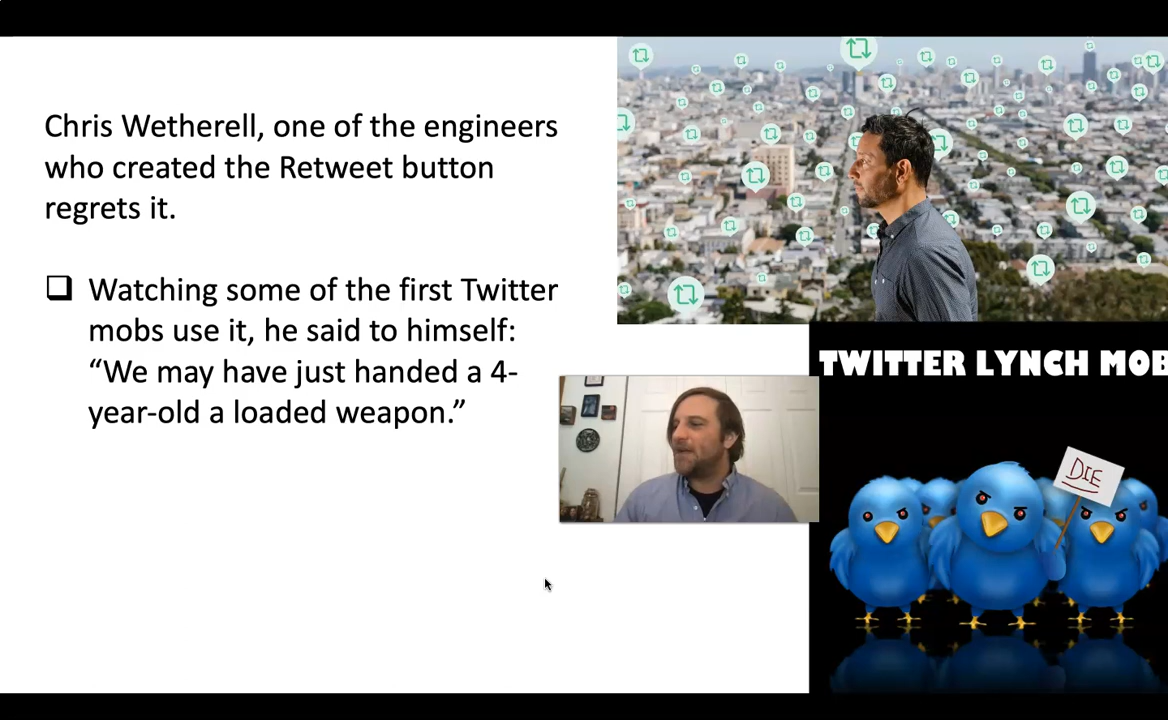 Chris Wetherell, one of the engineers
who created the Retweet button
regrets it.
Watching some of the first Twitter
mobs use it, he said to himself:
“We may have just handed a 4-
year-old a loaded weapon.”
TWITTER LYNCH MOB
DIE